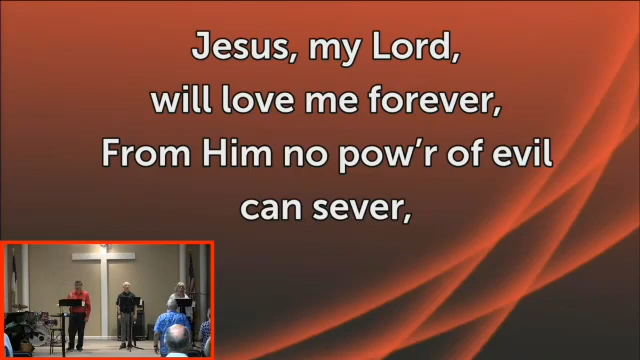 Jesus, my Lord,
will love me forever,
From Him no pow’r of evil
can sever,